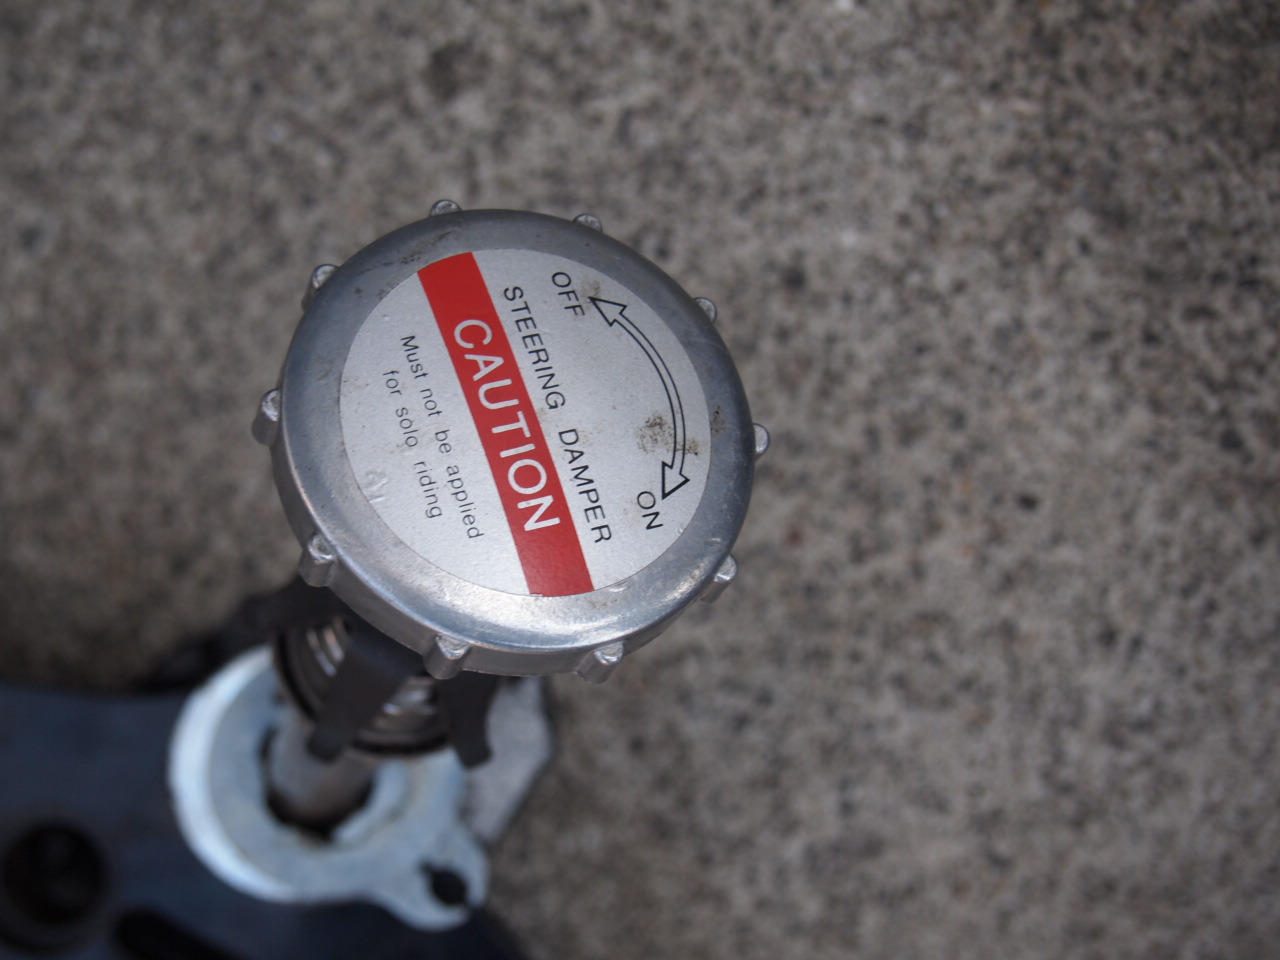 OFF
ON
STEERING DAMPER
CAUTION
Must not be applied
for solo riding